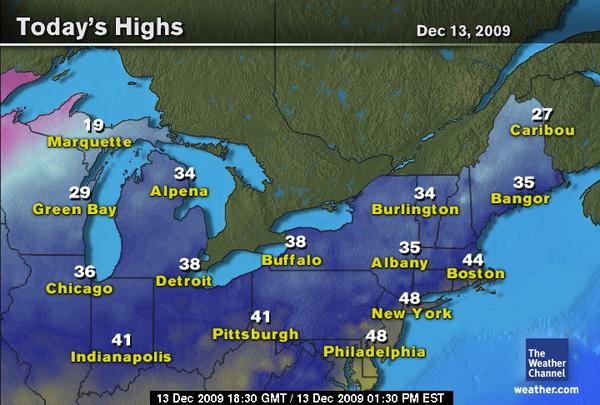 Today's Highs
Dec 13, 2009
27
Caribou
19
Marquette
34
Alpena
29
Green Bay
34
Burlington
35
Bangor
38
Buffalo
35
Albany
44
Boston
36
Chicago
38
Detroit
48
New York
41
Pittsburgh
41
Indianapolis
48
Philadelphia
The
Weather
Channel
weather.com
13 Dec 2009 18:30 GMT / 13 Dec 2009 01:30 PM EST